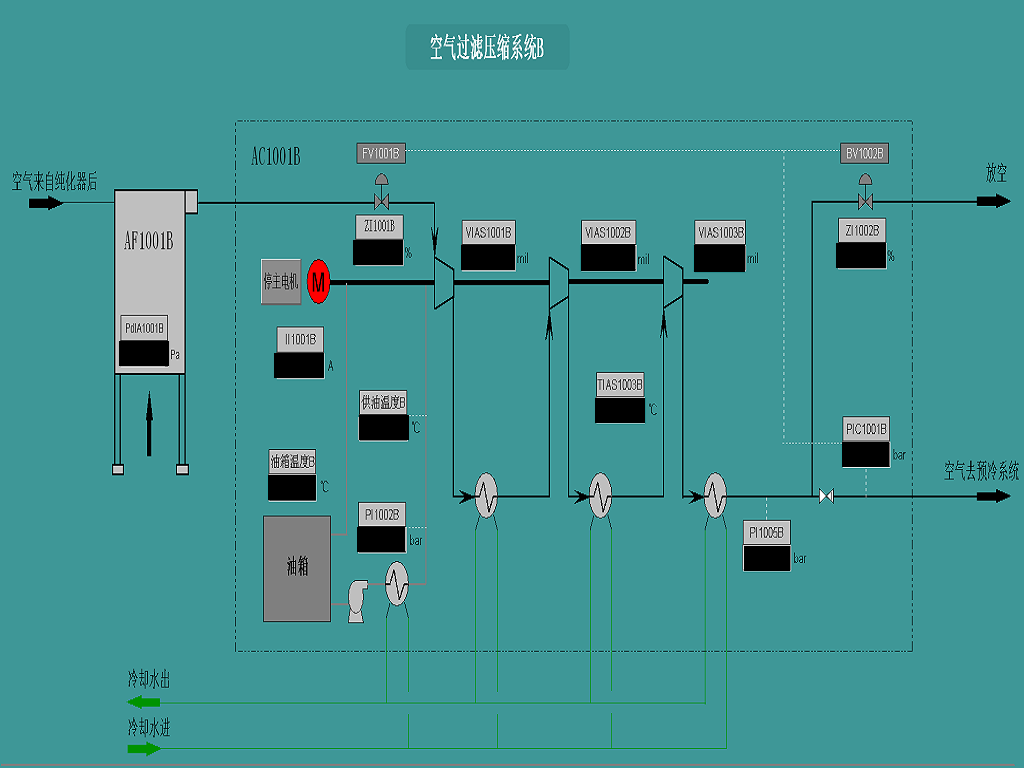 空气过滤压缩系统B
AC1001B
FV1001B
BV1002B
空气来自纯化器后
放空
AF1001B
ZI1001B
%
VIAS1001B
mil
VIAS1002B
mil
VIAS1003B
mil
ZI1002B
%
停主电机
M
PdIA1001B
Pa
II1001B
A
供油温度B
℃
TIAS1003B
℃
PIC1001B
bar
油箱温度B
℃
空气去预冷系统
PI1002B
bar
PI1005B
bar
油箱
冷却水出
冷却水进